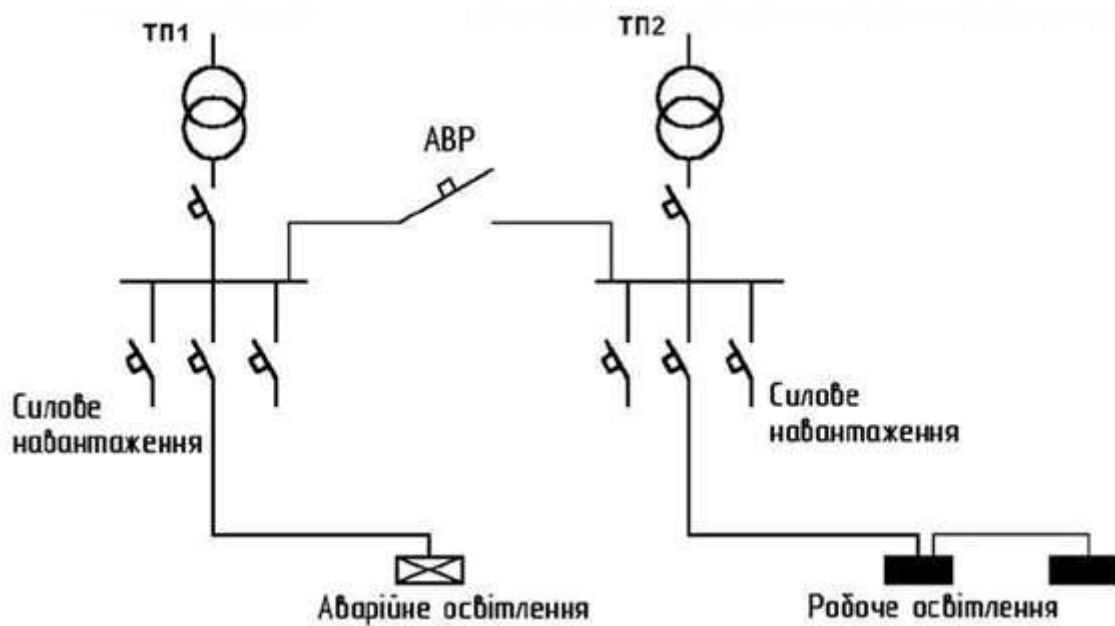 ТП1
ТП2
АВР
Силове
навантаження
Силове
навантаження
Аварійне освітлення
Робоче освітлення